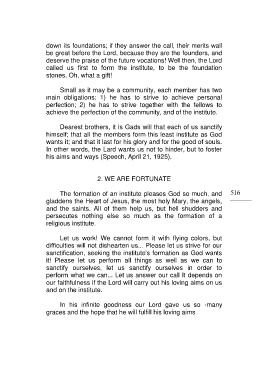 down its foundations; if they answer the call, their merits wall
be great before the Lord, because they are the founders, and
deserve the praise of the future vocations! Well then, the Lord
called us first to form the institute, to be the foundation
stones. Oh, what a gift!
Small as it may be a community, each member has two
main obligations: 1) he has to strive to achieve personal
perfection; 2) he has to strive together with the fellows to
achieve the perfection of the community, and of the institute.
Dearest brothers, it is Gads will that each of us sanctify
himself; that all the members form this least institute as God
wants it; and that it last for his glory and for the good of souls.
In other words, the Lard wants us not to hinder, but to foster
his aims and ways (Speech, April 21, 1925).
2. WE ARE FORTUNATE
The formation of an institute pleases God so much, and
gladdens the Heart of Jesus, the most holy Mary, the angels,
and the saints. All of them help us, but hell shudders and
persecutes nothing else so much as the formation of a
religious institute.
516
Let us work! We cannot form it with flying colors, but
difficulties will not dishearten us... Please let us strive for our
sanctification, seeking the institute's formation as God wants
it! Please let us perform all things as well as we can to
sanctify ourselves, let us sanctify ourselves in order to
perform what we can... Let us answer our call It depends on
our faithfulness if the Lord will carry out his loving aims on us
and on the institute.
In his infinite goodness our Lord gave us so -many
graces and the hope that he will fulfill his loving aims